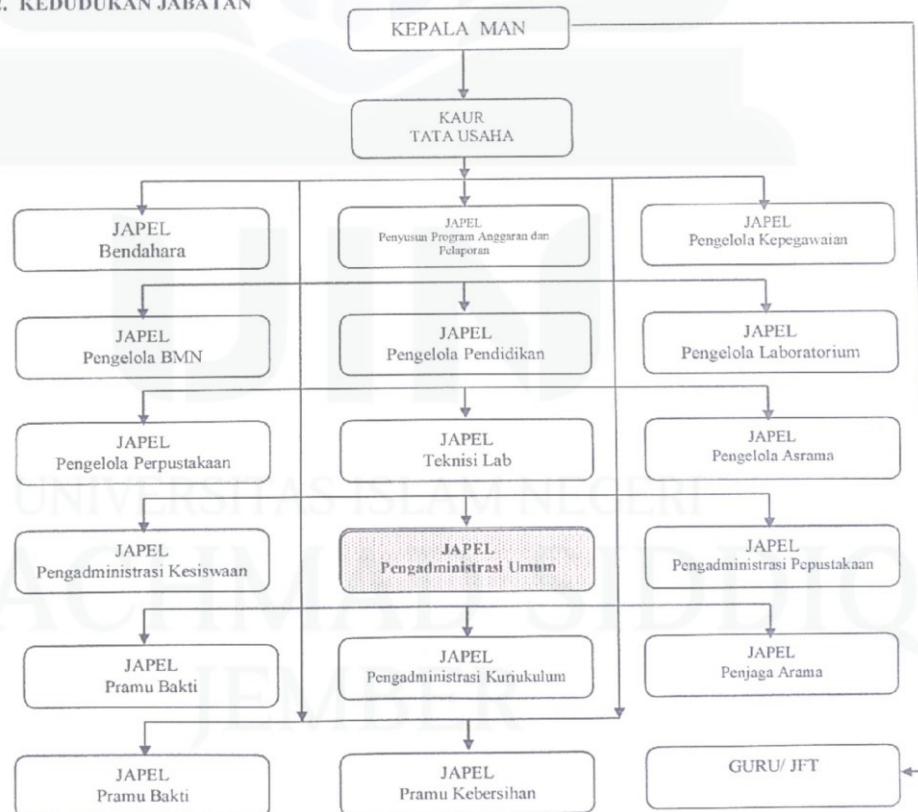 2. KEDUDUKAN JABATAN
KEPALA MAN
KAUR
TATA USAHA
JAPEL
Bendahara
JAPEL
Penyusun Program Anggaran dan
Pelaporan
JAPEL
Pengelola Kepegawaian
JAPEL
Pengelola BMN
JAPEL
Pengelola Pendidikan
JAPEL
Pengelola Laboratorium
JAPEL
Pengelola Perpustakaan
JAPEL
Teknisi Lab
JAPEL
Pengelola Asrama
UNIVERSITAS ISLAM NEGERI
JAPEL
Pengadministrasi Kesiswaan
JAPEL
Pengadministrasi Umum
JAPEL
Pengadministrasi Pepustakaan
ACHMAD SIDDIQ
JAPEL
Pramu Bakti
JAPEL
Pengadministrasi Kuriukulum
JAPEL
Penjaga Arama
JEMBER
JAPEL
Pramu Bakti
JAPEL
Pramu Kebersihan
GURU/ JFT
UIN